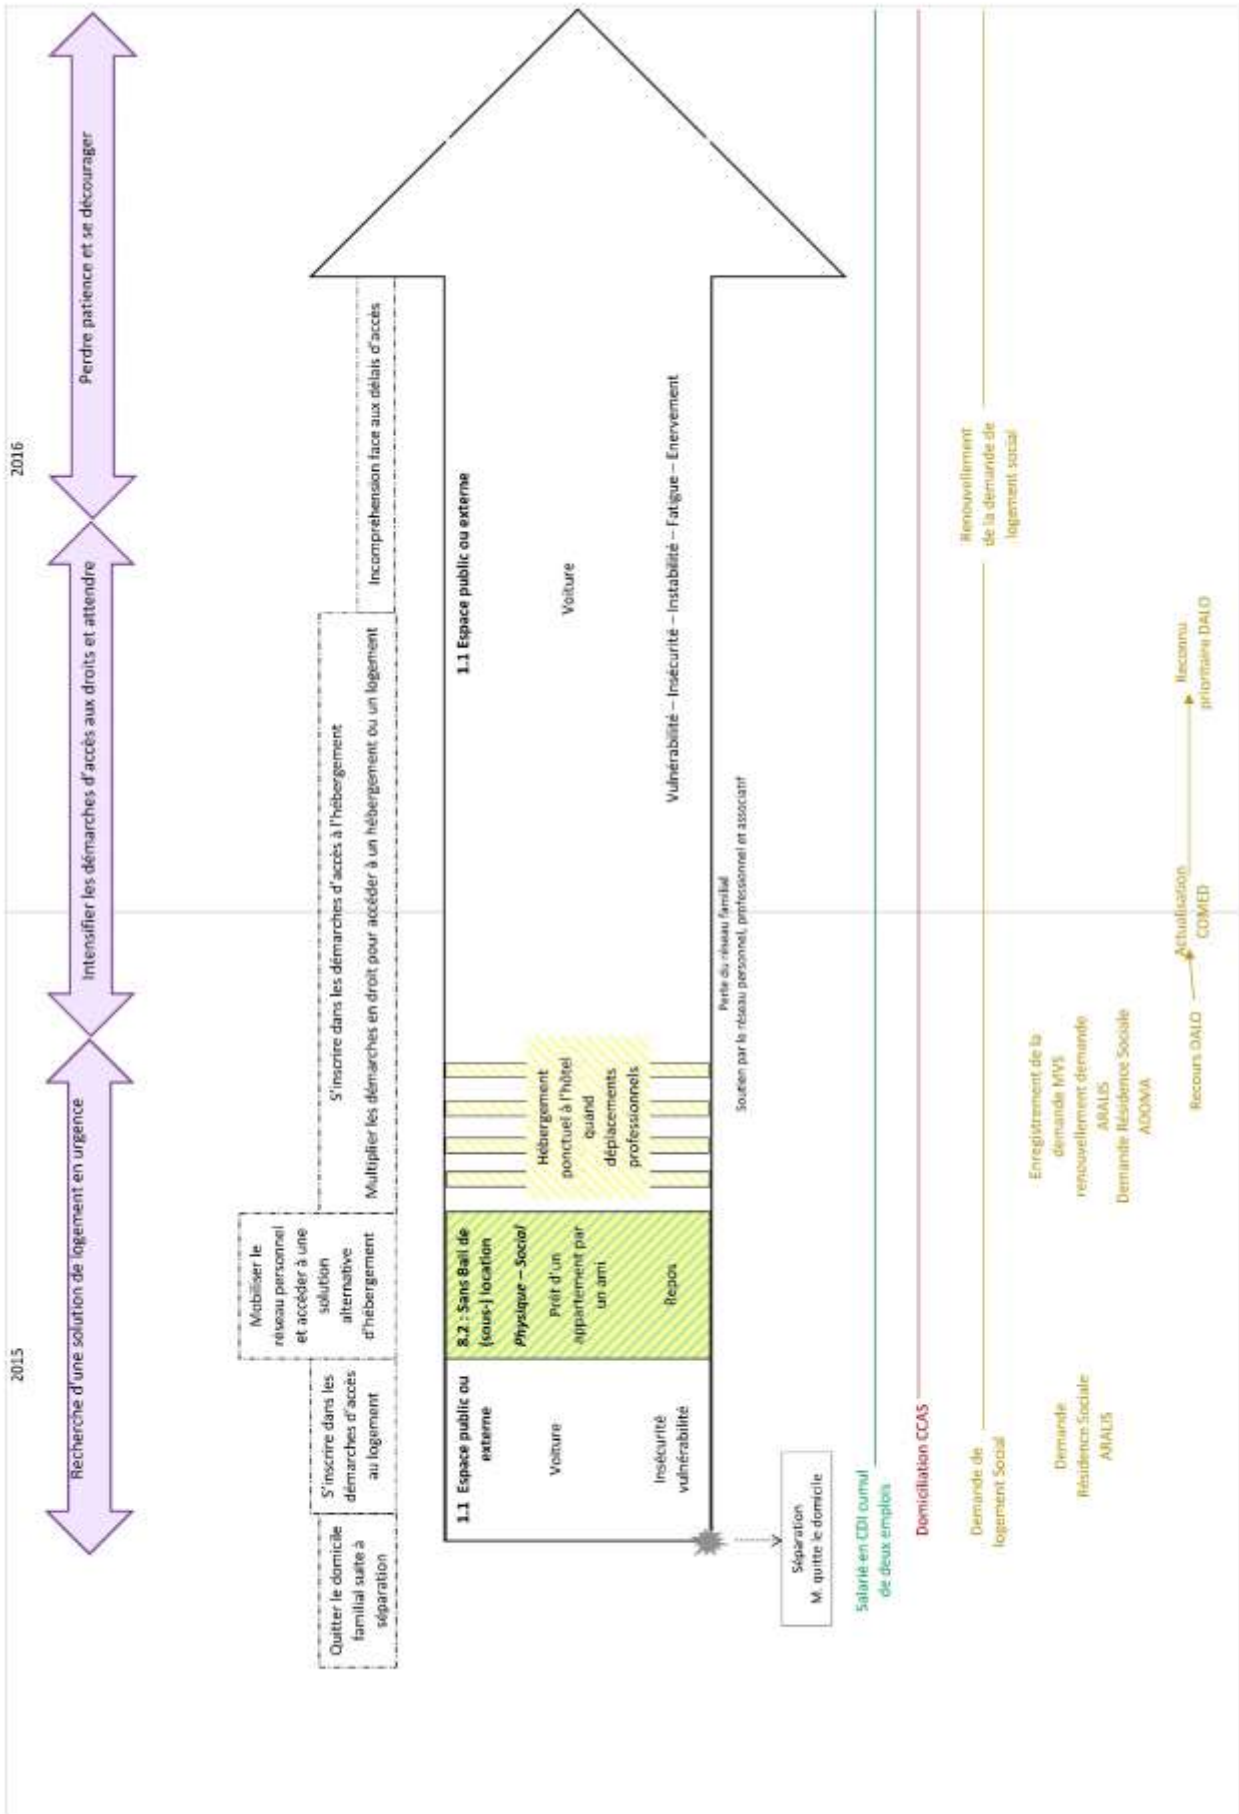 2015
2016
Recherche d'une solution de logement en urgence
Intensifier les démarches d'accès aux droits et attendre
Perdre patience et se décourager
Quitter le domicile
familial suite à
séparation
S'inscrire dans les
démarches d'accès
au logement
Mobiliser le
réseau personnel
et accéder à une
solution
alternative
d'hébergement
S'inscrire dans les démarches d'accès à l'hébergement
Multiplier les démarches en droit pour accéder à un hébergement ou un logement
Incompréhension face aux délais d'accès
1.1 Espace public ou
externe
Voiture
Insécurité
vulnérabilité
8.2 : Sans Bail de
(sous-) location
Physique – Social
Prêt d'un
appartement par
un ami
Repos
Hébergement
ponctuel à l'hôtel
quand
déplacements
professionnels
1.1 Espace public ou externe
Voiture
Vulnérabilité – Insécurité – Instabilité – Fatigue – Enervement
Perte du réseau familial
Soutien par le réseau personnel, professionnel et associatif
Séparation
M. quitte le domicile
Salarié en CDI cumul
de deux emplois
Domiciliation CCAS
Demande de
logement Social
Renouvellement
de la demande de
logement social
Demande
Résidence Sociale
ARALIS
Enregistrement de la
demande MVS
renouvellement demande
ARALIS
Demande Résidence Sociale
ADOMA
Recours DALO
Actualisation
COMED
Reconnu
prioritaire DALO